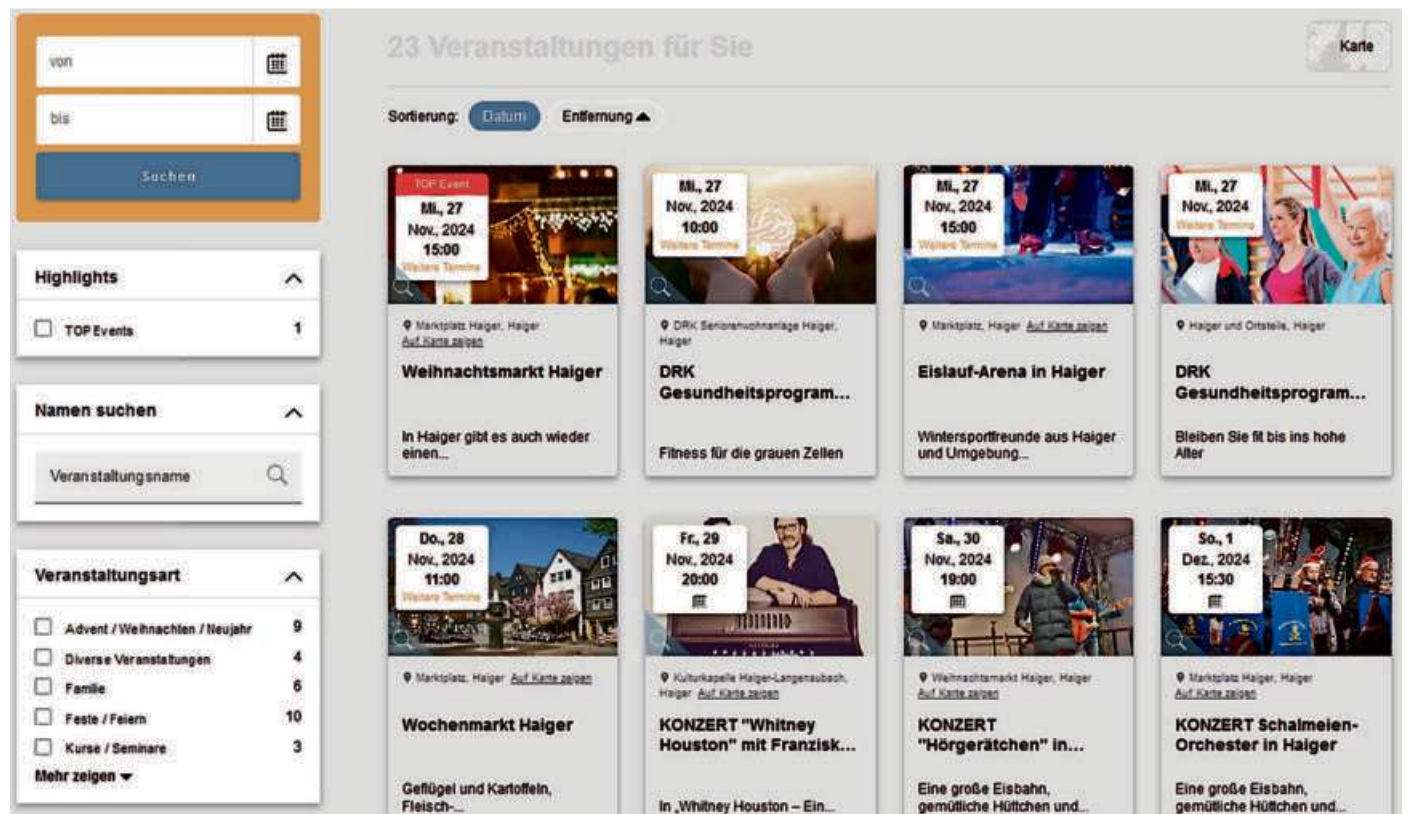 von
bis
Suchen
Highlights
TOP Events 1
Namen suchen
Veranstaltungsname
Veranstaltungsart
Advent / Weihnachten / Neujahr 9
Diverse Veranstaltungen 4
Familie 6
Feste / Feiern 10
Kurse / Seminare 3
Mehr zeigen
23 Veranstaltungen für Sie
Karte
Sortierung: Datum Entfernung
TOP Event
Mi., 27
Nov., 2024
15:00
Weitere Termine
Marktplatz Haiger, Haiger
Auf Karte zeigen
Weihnachtsmarkt Haiger
In Haiger gibt es auch wieder
einen...
Mi., 27
Nov., 2024
10:00
Weitere Termine
DRK Seniorenwohnanlage Haiger,
Haiger
DRK
Gesundheitsprogram...
Fitness für die grauen Zellen
Mi., 27
Nov., 2024
15:00
Weitere Termine
Marktplatz, Haiger Auf Karte zeigen
Eislauf-Arena in Haiger
Wintersportfreunde aus Haiger
und Umgebung...
Mi., 27
Nov., 2024
Weitere Termine
Haiger und Ortsteile, Haiger
DRK
Gesundheitsprogram...
Bleiben Sie fit bis ins hohe
Alter
Do., 28
Nov., 2024
11:00
Weitere Termine
Marktplatz, Haiger Auf Karte zeigen
Wochenmarkt Haiger
Geflügel und Kartoffeln,
Fleisch-...
Fr., 29
Nov., 2024
20:00
Kulturkapelle Haiger-Langenaubach,
Haiger Auf Karte zeigen
KONZERT "Whitney
Houston" mit Franzisk...
In „Whitney Houston – Ein...
Sa., 30
Nov., 2024
19:00
Weihnachtsmarkt Haiger, Haiger
Auf Karte zeigen
KONZERT
"Hörgerätchen" in...
Eine große Eisbahn,
gemütliche Hüttchen und...
So., 1
Dez., 2024
15:30
Marktplatz Haiger, Haiger
Auf Karte zeigen
KONZERT Schalmeien-
Orchester in Haiger
Eine große Eisbahn,
gemütliche Hüttchen und...